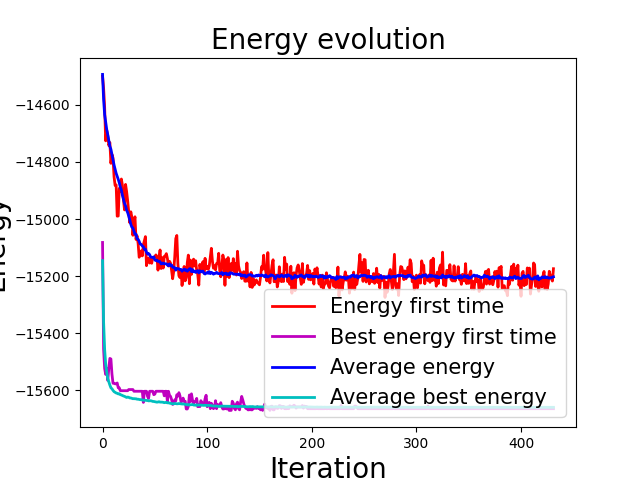 Energy evolution
Energy
−14600
−14800
−15000
−15200
−15400
−15600
0
100
200
300
400
Iteration
Energy first time
Best energy first time
Average energy
Average best energy